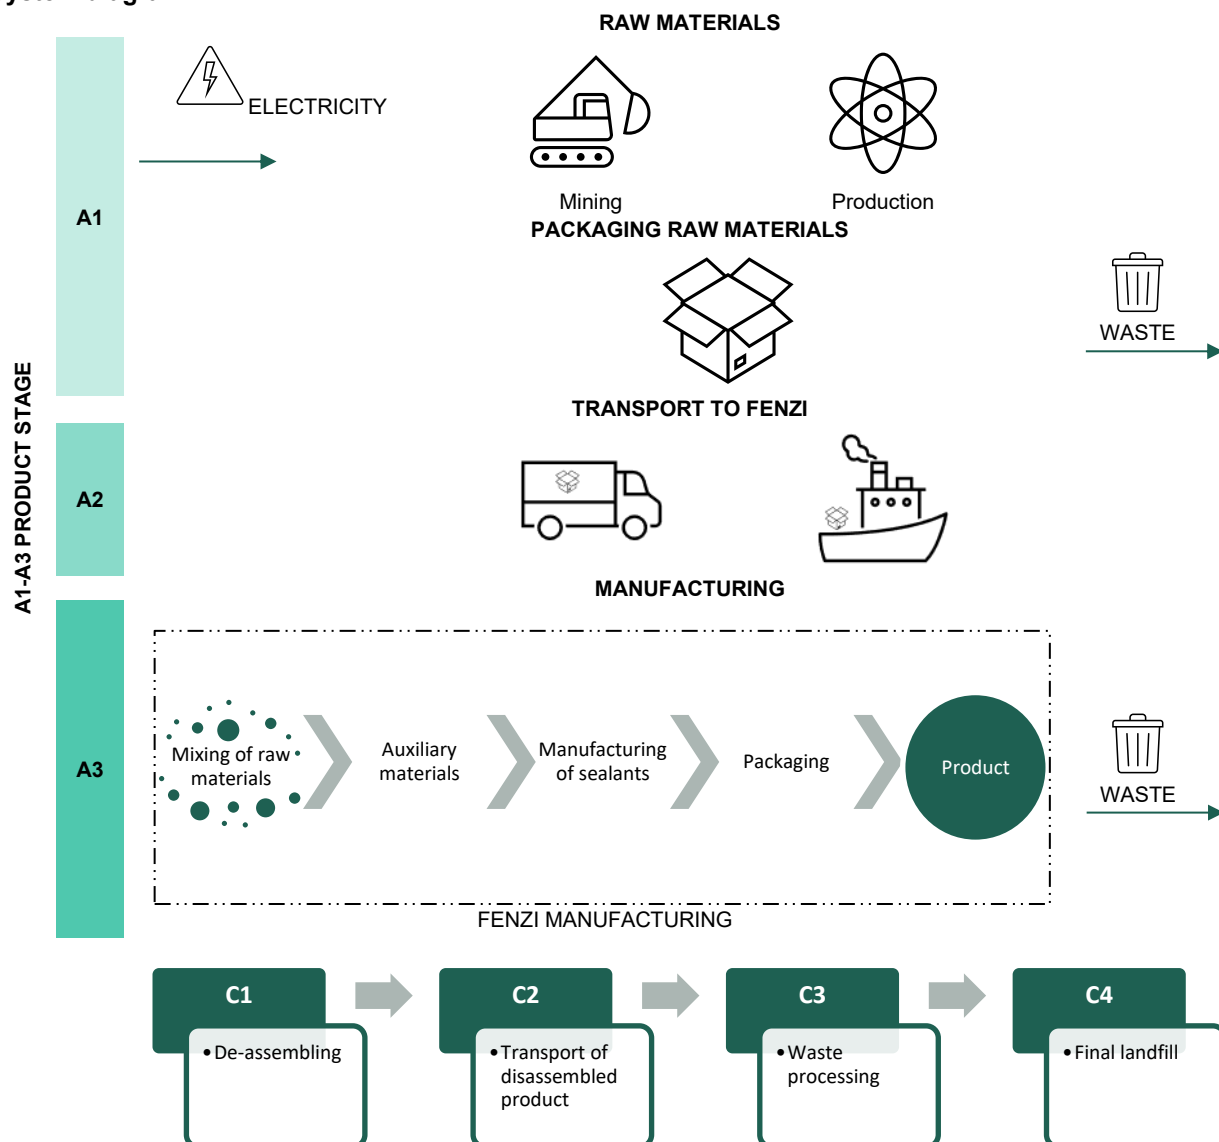 RAW MATERIALS
ELECTRICITY
Mining
Production
PACKAGING RAW MATERIALS
WASTE
TRANSPORT TO FENZI
A1-A3 PRODUCT STAGE
A1
A2
A3
MANUFACTURING
Mixing of raw
materials
Auxiliary
materials
Manufacturing
of sealants
Packaging
Product
WASTE
FENZI MANUFACTURING
C1
•De-assembling
C2
•Transport of
disassembled
product
C3
•Waste
processing
C4
•Final landfill